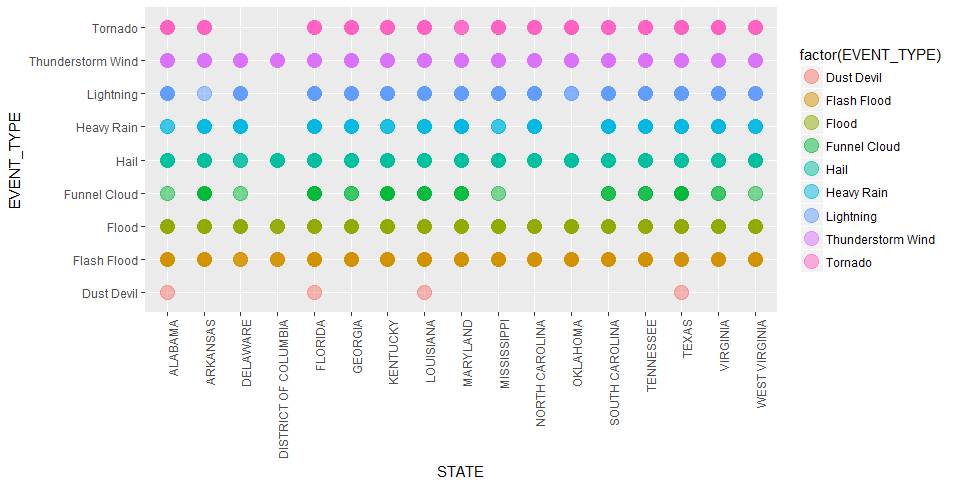 EVENT_TYPE
Tornado
Thunderstorm Wind
Lightning
Heavy Rain
Hail
Funnel Cloud
Flood
Flash Flood
Dust Devil
ALABAMA
ARKANSAS
DELAWARE
DISTRICT OF COLUMBIA
FLORIDA
GEORGIA
KENTUCKY
LOUISIANA
MARYLAND
MISSISSIPPI
NORTH CAROLINA
OKLAHOMA
SOUTH CAROLINA
TENNESSEE
TEXAS
VIRGINIA
WEST VIRGINIA
STATE
factor(EVENT_TYPE)
Dust Devil
Flash Flood
Flood
Funnel Cloud
Hail
Heavy Rain
Lightning
Thunderstorm Wind
Tornado